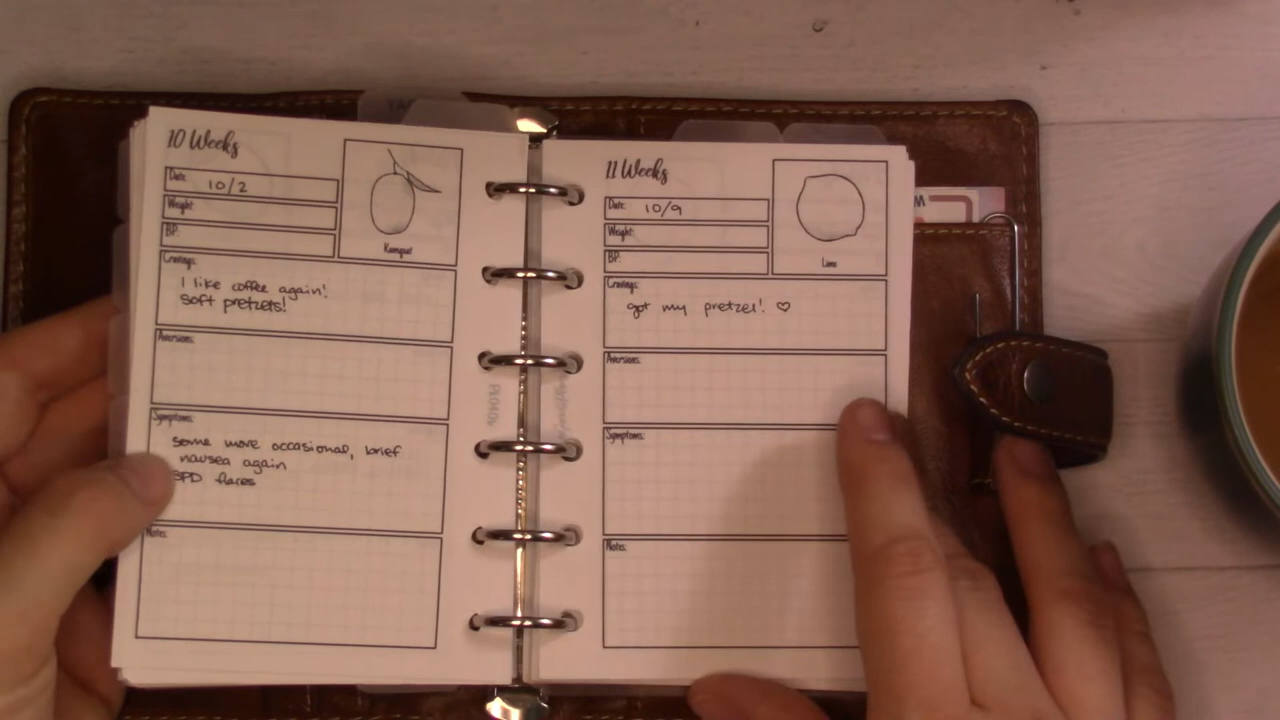 10 Weeks
Date: 10/2
Weight:
BP:
Kumquat
Cravings:
I like coffee again!
Soft pretzels!
Aversions:
Symptoms:
some more occasional, brief
nausea again
SPD flares
Notes:
11 Weeks
Date: 10/9
Weight:
BP:
Lime
Cravings:
got my pretzel! ♡
Aversions:
Symptoms:
Notes: